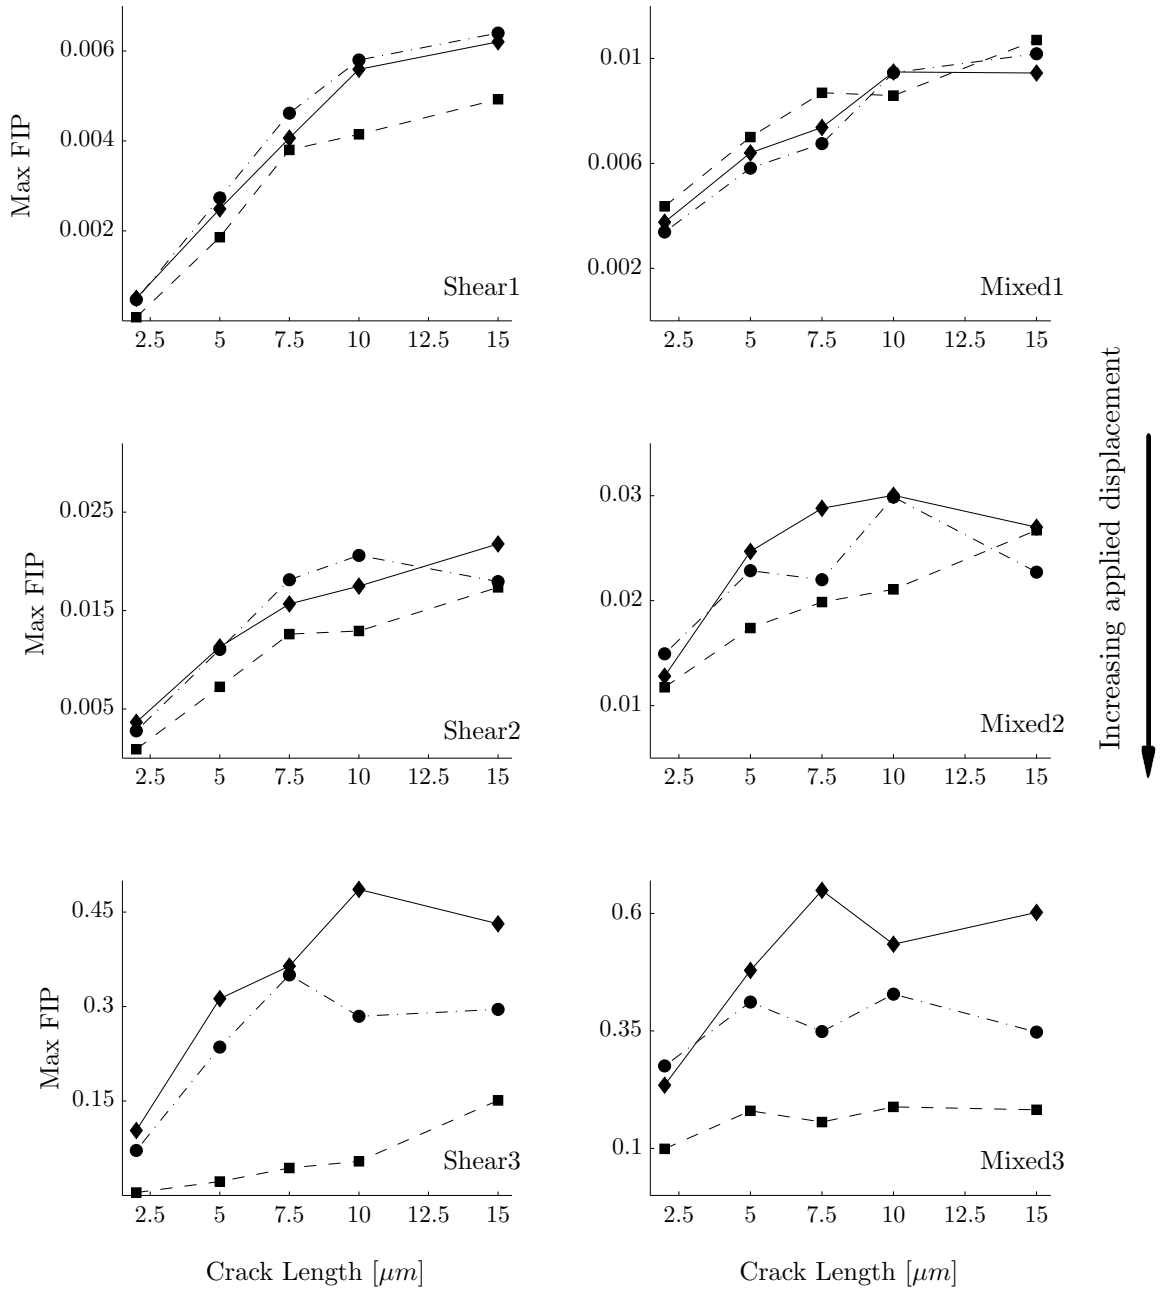 0.006
0.004
0.002
Max FIP
Shear1
2.5 5 7.5 10 12.5 15
0.01
0.006
0.002
Mixed1
2.5 5 7.5 10 12.5 15
0.025
0.015
0.005
Max FIP
Shear2
2.5 5 7.5 10 12.5 15
0.03
0.02
0.01
Mixed2
2.5 5 7.5 10 12.5 15
Increasing applied displacement
0.45
0.3
0.15
Max FIP
Shear3
2.5 5 7.5 10 12.5 15
Crack Length [μm]
0.6
0.35
0.1
Mixed3
2.5 5 7.5 10 12.5 15
Crack Length [μm]